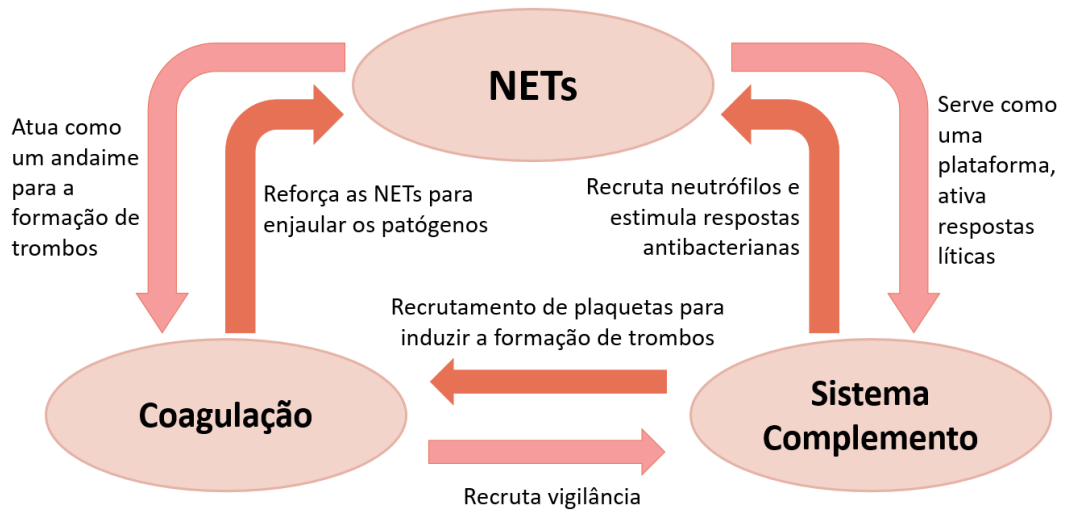 NETs
Atua como
um andaime
para a
formação de
trombos
Reforça as NETs para
enjaular os patógenos
Recruta neutrófilos e
estimula respostas
antibacterianas
Serve como
uma
plataforma,
ativa
respostas
líticas
Recrutamento de plaquetas para
induzir a formação de trombos
Coagulação
Sistema
Complemento
Recruta vigilância